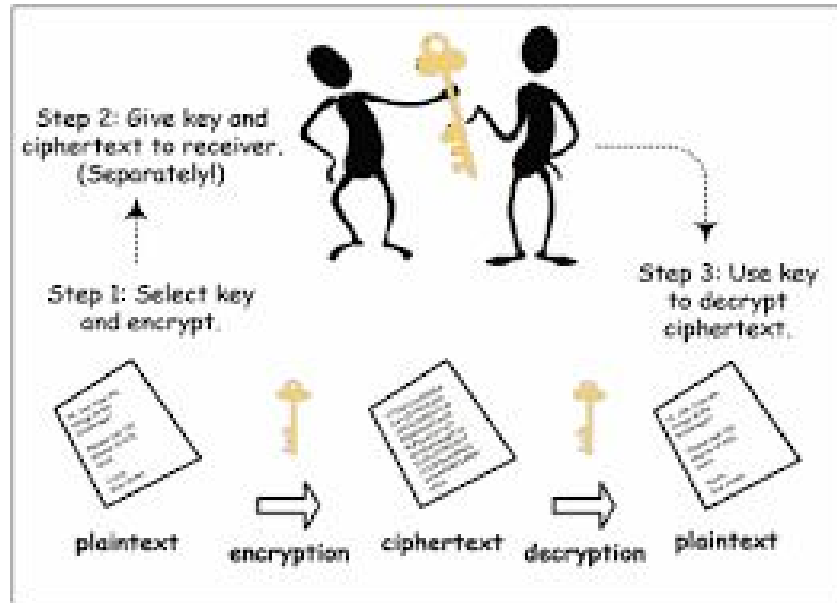 Step 2: Give key and
ciphertext to receiver.
(Separately!)
Step 1: Select key
and encrypt.
Step 3: Use key
to decrypt
ciphertext.
plaintext
encryption
ciphertext
decryption
plaintext